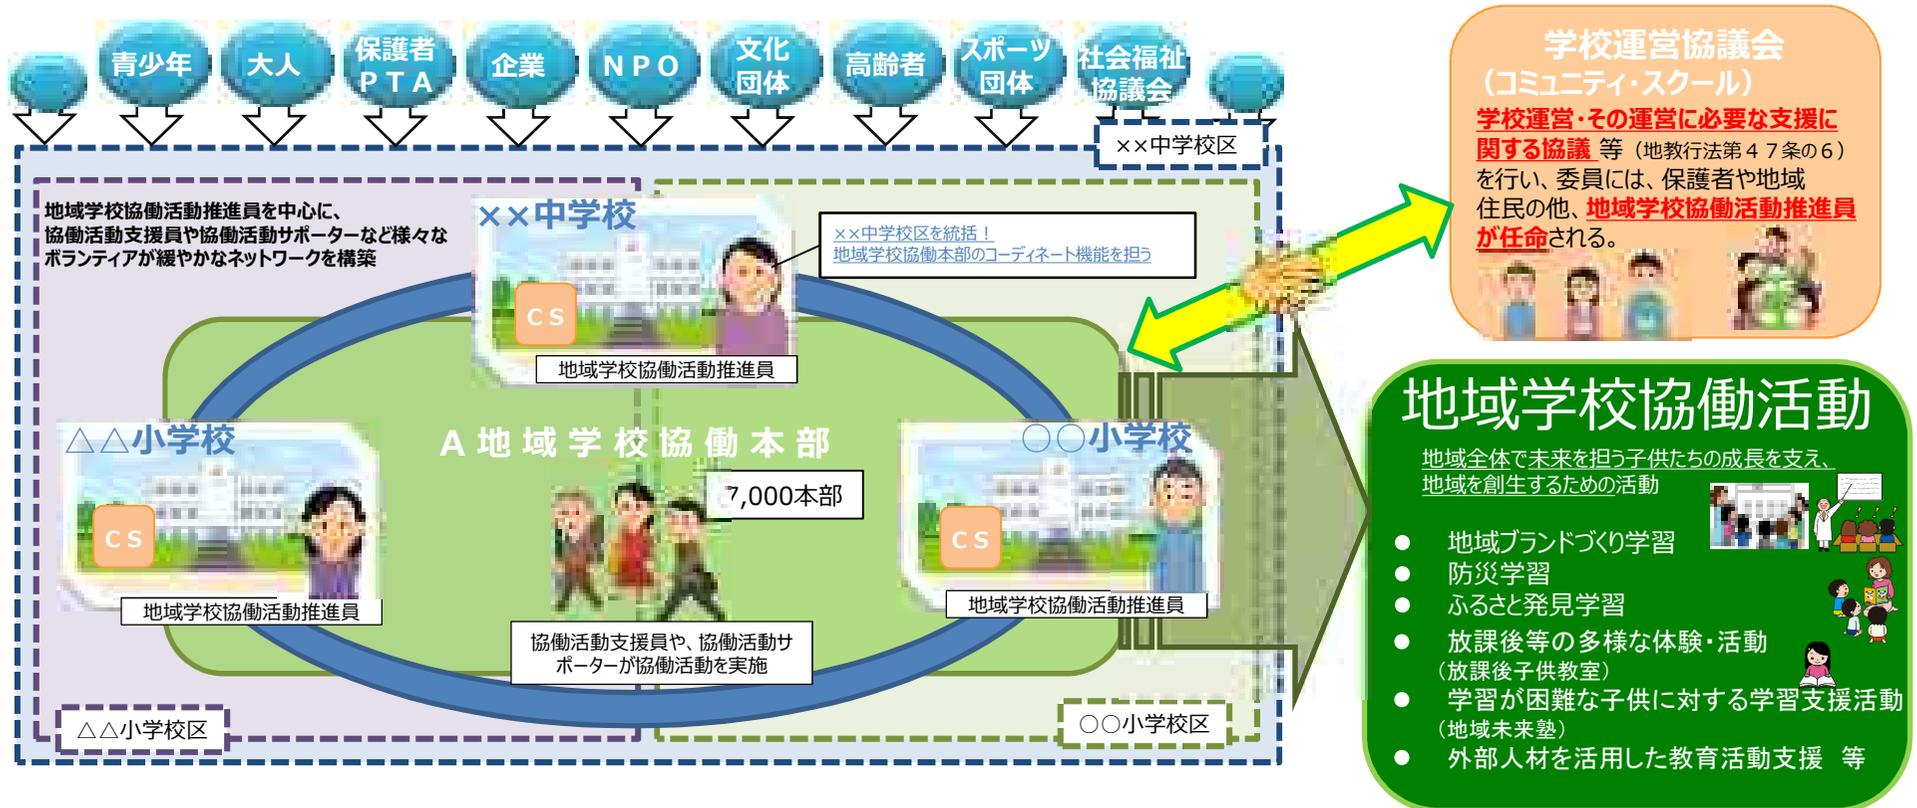 青少年
大人
保護者
ＰＴＡ
企業
ＮＰＯ
文化
団体
高齢者
スポーツ
団体
社会福祉
協議会
××中学校区
地域学校協働活動推進員を中心に、
協働活動支援員や協働活動サポーターなど様々な
ボランティアが緩やかなネットワークを構築
××中学校
××中学校区を統括！
地域学校協働本部のコーディネート機能を担う
ＣＳ
地域学校協働活動推進員
△△小学校
ＣＳ
地域学校協働活動推進員
A地域学校協働本部
7,000本部
協働活動支援員や、協働活動サ
ポーターが協働活動を実施
○○小学校
ＣＳ
地域学校協働活動推進員
△△小学校区
○○小学校区
学校運営協議会
（コミュニティ・スクール）
学校運営・その運営に必要な支援に
関する協議 等（地教行法第４７条の６）
を行い、委員には、保護者や地域
住民の他、地域学校協働活動推進員
が任命される。
地域学校協働活動
地域全体で未来を担う子供たちの成長を支え、
地域を創生するための活動
● 地域ブランドづくり学習
● 防災学習
● ふるさと発見学習
● 放課後等の多様な体験・活動
（放課後子供教室）
● 学習が困難な子供に対する学習支援活動
（地域未来塾）
● 外部人材を活用した教育活動支援　等